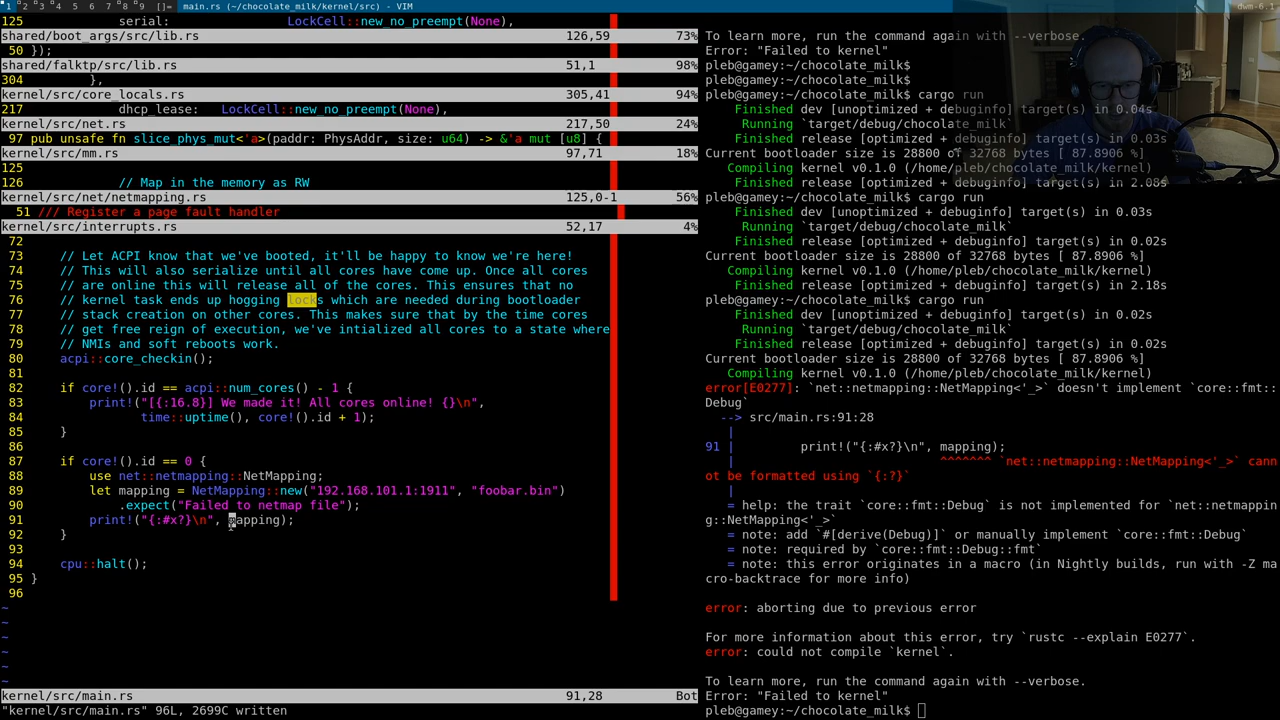 1 2 3 4 5 6 7 8 9 []= main.rs (~/chocolate_milk/kernel/src) - VIM dwm-6.1
125 serial: LockCell::new_no_preempt(None),
shared/boot_args/src/lib.rs 126,59 73%
50 });
shared/falktp/src/lib.rs 51,1 98%
304 },
kernel/src/core_locals.rs 305,41 94%
217 dhcp_lease: LockCell::new_no_preempt(None),
kernel/src/net.rs 217,50 24%
97 pub unsafe fn slice_phys_mut<'a>(paddr: PhysAddr, size: u64) -> &'a mut [u8] {
kernel/src/mm.rs 97,71 18%
125
126 // Map in the memory as RW
kernel/src/net/netmapping.rs 125,0-1 56%
51 /// Register a page fault handler
kernel/src/interrupts.rs 52,17 4%
72
73 // Let ACPI know that we've booted, it'll be happy to know we're here!
74 // This will also serialize until all cores have come up. Once all cores
75 // are online this will release all of the cores. This ensures that no
76 // kernel task ends up hogging locks which are needed during bootloader
77 // stack creation on other cores. This makes sure that by the time cores
78 // get free reign of execution, we've intialized all cores to a state where
79 // NMIs and soft reboots work.
80 acpi::core_checkin();
81
82 if core!().id == acpi::num_cores() - 1 {
83 print!("[{:16.8}] We made it! All cores online! {}\n",
84 time::uptime(), core!().id + 1);
85 }
86
87 if core!().id == 0 {
88 use net::netmapping::NetMapping;
89 let mapping = NetMapping::new("192.168.101.1:1911", "foobar.bin")
90 .expect("Failed to netmap file");
91 print!("{:#x?}\n", mapping);
92 }
93
94 cpu::halt();
95 }
96
~
~
~
~
~
~
kernel/src/main.rs 91,28 Bot
"kernel/src/main.rs" 96L, 2699C written
To learn more, run the command again with --verbose.
Error: "Failed to kernel"
pleb@gamey:~/chocolate_milk$
pleb@gamey:~/chocolate_milk$
pleb@gamey:~/chocolate_milk$ cargo run
Finished dev [unoptimized + debuginfo] target(s) in 0.04s
Running `target/debug/chocolate_milk`
Finished release [optimized + debuginfo] target(s) in 0.03s
Current bootloader size is 28800 of 32768 bytes [ 87.8906 %]
Compiling kernel v0.1.0 (/home/pleb/chocolate_milk/kernel)
Finished release [optimized + debuginfo] target(s) in 2.08s
pleb@gamey:~/chocolate_milk$ cargo run
Finished dev [unoptimized + debuginfo] target(s) in 0.03s
Running `target/debug/chocolate_milk`
Finished release [optimized + debuginfo] target(s) in 0.02s
Current bootloader size is 28800 of 32768 bytes [ 87.8906 %]
Compiling kernel v0.1.0 (/home/pleb/chocolate_milk/kernel)
Finished release [optimized + debuginfo] target(s) in 2.18s
pleb@gamey:~/chocolate_milk$ cargo run
Finished dev [unoptimized + debuginfo] target(s) in 0.02s
Running `target/debug/chocolate_milk`
Finished release [optimized + debuginfo] target(s) in 0.02s
Current bootloader size is 28800 of 32768 bytes [ 87.8906 %]
Compiling kernel v0.1.0 (/home/pleb/chocolate_milk/kernel)
error[E0277]: `net::netmapping::NetMapping<'_>` doesn't implement `core::fmt::
Debug`
--> src/main.rs:91:28
|
91 | print!("{:#x?}\n", mapping);
| ^^^^^^^ `net::netmapping::NetMapping<'_>` cann
ot be formatted using `{:?}`
|
= help: the trait `core::fmt::Debug` is not implemented for `net::netmappin
g::NetMapping<'_>`
= note: add `#[derive(Debug)]` or manually implement `core::fmt::Debug`
= note: required by `core::fmt::Debug::fmt`
= note: this error originates in a macro (in Nightly builds, run with -Z ma
cro-backtrace for more info)
error: aborting due to previous error
For more information about this error, try `rustc --explain E0277`.
error: could not compile `kernel`.
To learn more, run the command again with --verbose.
Error: "Failed to kernel"
pleb@gamey:~/chocolate_milk$